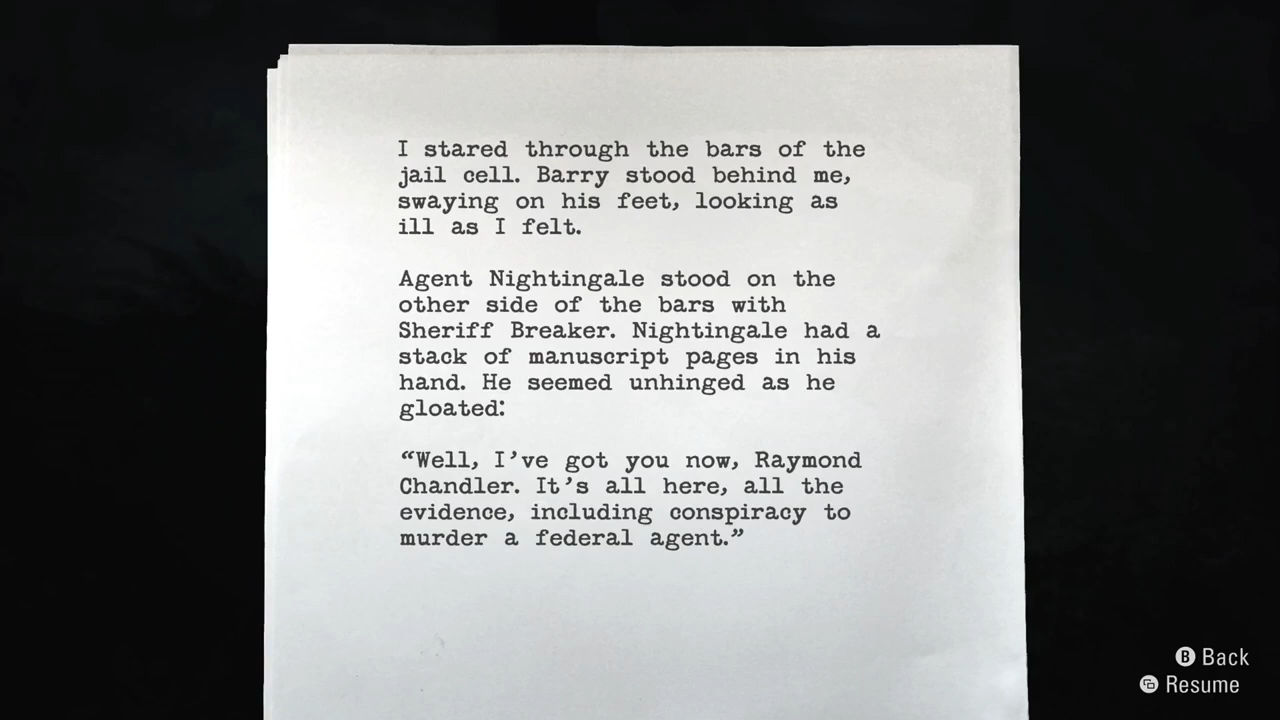 I stared through the bars of the
jail cell. Barry stood behind me,
swaying on his feet, looking as
ill as I felt.
Agent Nightingale stood on the
other side of the bars with
Sheriff Breaker. Nightingale had a
stack of manuscript pages in his
hand. He seemed unhinged as he
gloated:
“Well, I’ve got you now, Raymond
Chandler. It’s all here, all the
evidence, including conspiracy to
murder a federal agent.”
B Back
Resume